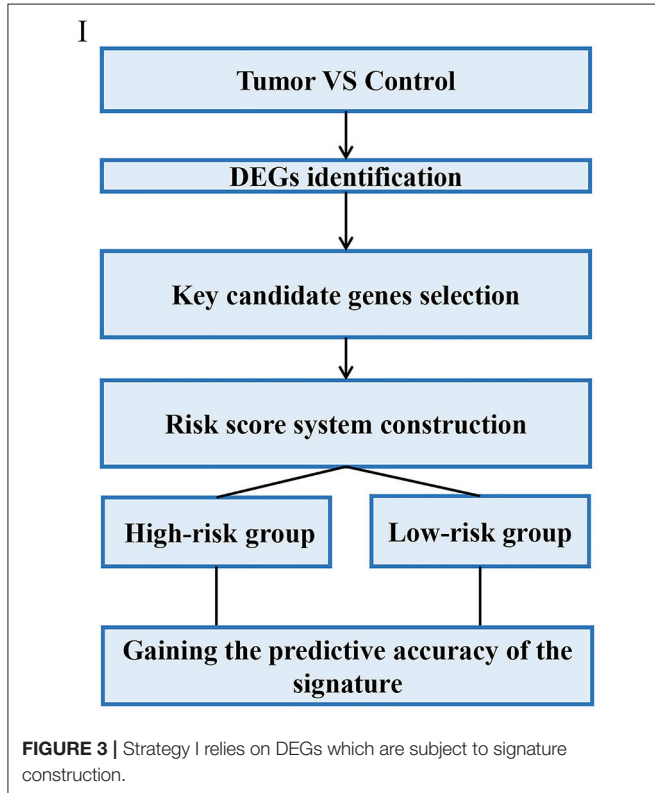 I
Tumor VS Control
DEGs identification
Key candidate genes selection
Risk score system construction
High-risk group
Low-risk group
Gaining the predictive accuracy of the
signature
FIGURE 3 | Strategy I relies on DEGs which are subject to signature
construction.